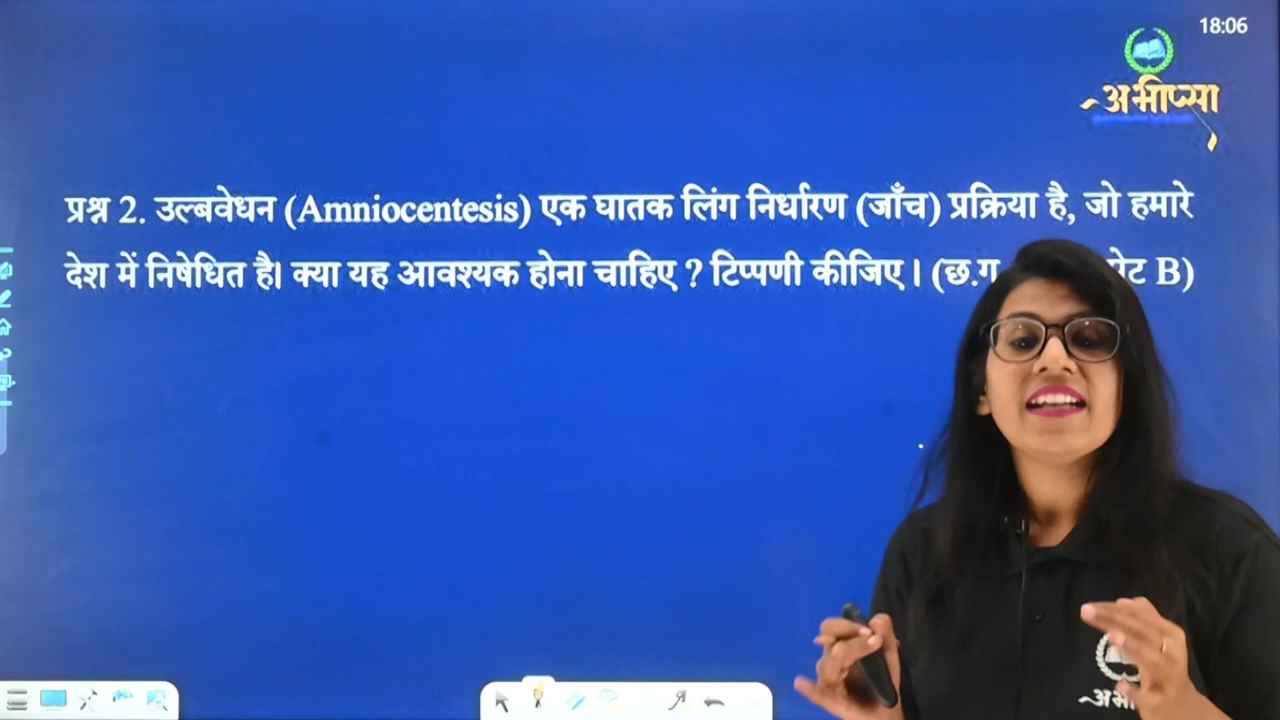 18:06
अभीप्सा
प्रश्न 2. उल्बवेधन (Amniocentesis) एक घातक लिंग निर्धारण (जाँच) प्रक्रिया है, जो हमारे
देश में निषेधित है। क्या यह आवश्यक होना चाहिए ? टिप्पणी कीजिए। (छ.ग B)